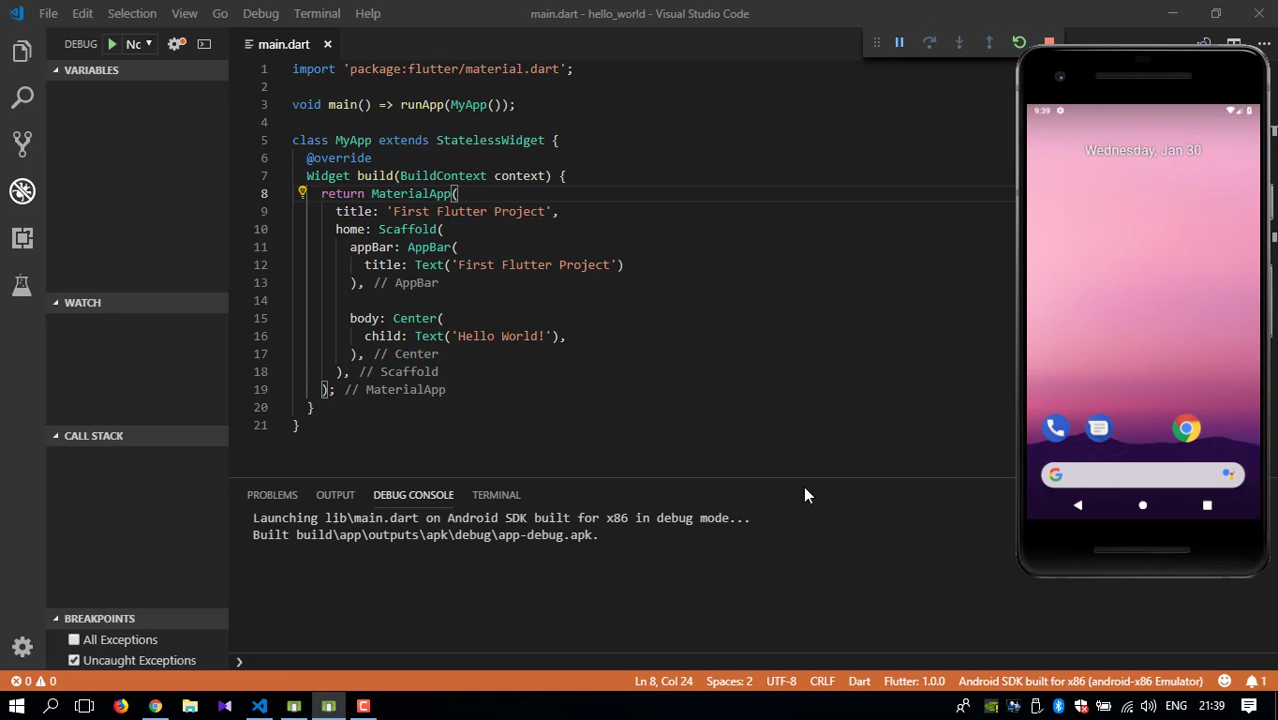 File Edit Selection View Go Debug Terminal Help
main.dart - hello_world - Visual Studio Code
DEBUG Nc
main.dart
VARIABLES
1 import 'package:flutter/material.dart';
2
3 void main() => runApp(MyApp());
4
5 class MyApp extends StatelessWidget {
6 @override
7 Widget build(BuildContext context) {
8 return MaterialApp(
9 title: 'First Flutter Project',
10 home: Scaffold(
11 appBar: AppBar(
12 title: Text('First Flutter Project')
13 ), // AppBar
14
15 body: Center(
16 child: Text('Hello World!'),
17 ), // Center
18 ), // Scaffold
19 ); // MaterialApp
20 }
21 }
9:39
Wednesday, Jan 30
WATCH
CALL STACK
PROBLEMS OUTPUT DEBUG CONSOLE TERMINAL
Launching lib\main.dart on Android SDK built for x86 in debug mode...
Built build\app\outputs\apk\debug\app-debug.apk.
BREAKPOINTS
All Exceptions
Uncaught Exceptions
0 0 Ln 8, Col 24 Spaces: 2 UTF-8 CRLF Dart Flutter: 1.0.0 Android SDK built for x86 (android-x86 Emulator) 1
ENG 21:39